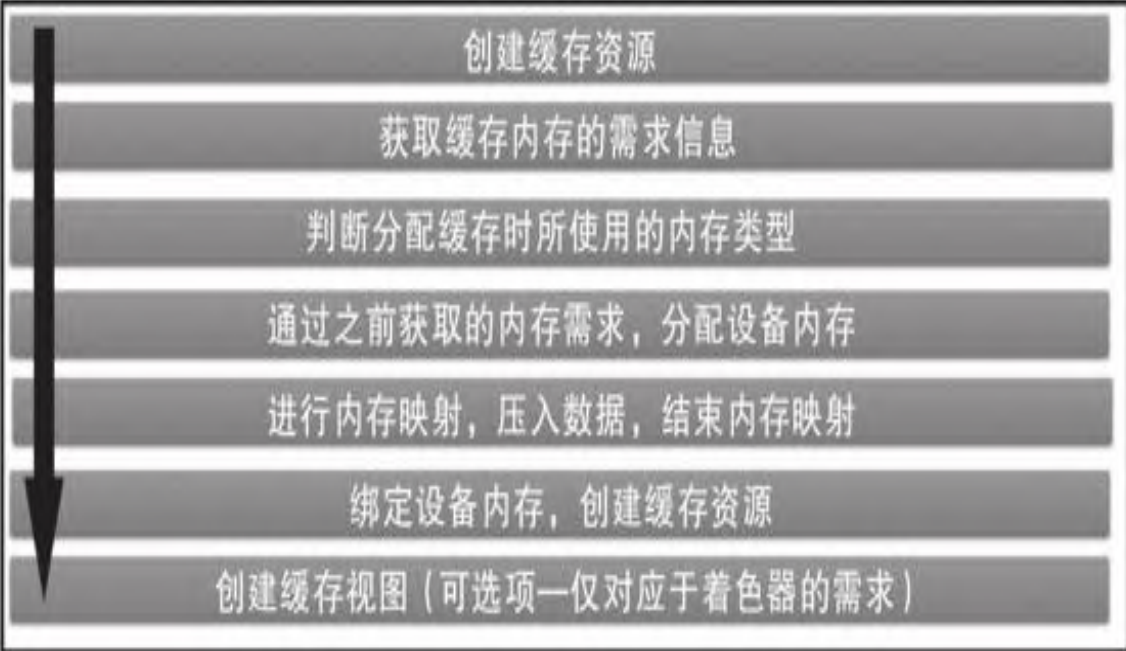 创建缓存资源
获取缓存内存的需求信息
判断分配缓存时所使用的内存类型
通过之前获取的内存需求，分配设备内存
进行内存映射，压入数据，结束内存映射
绑定设备内存，创建缓存资源
创建缓存视图（可选项—仅对应于着色器的需求）